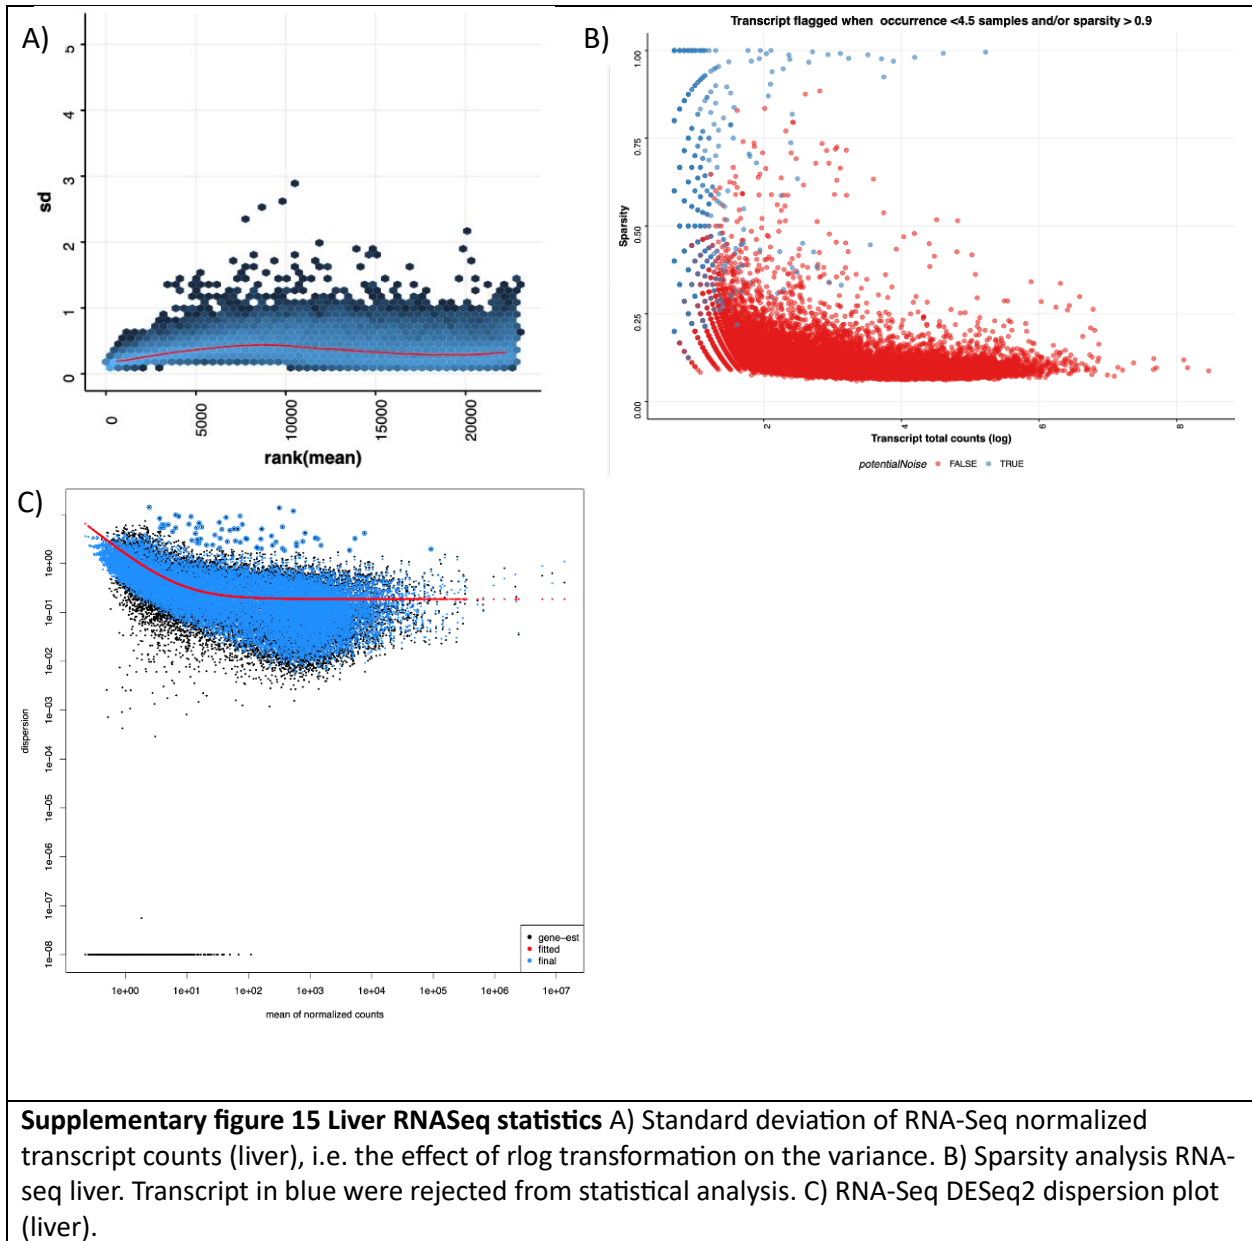 A)
5
4
3
2
1
0
sd
0
50000
10000
15000
20000
rank(mean)
B)
Transcript flagged when occurrence <4.5 samples and/or sparsity > 0.9
1.00
0.75
0.50
0.25
0.00
Sparsity
2
4
6
8
Transcript total counts (log)
potentialNoise FALSE TRUE
C)
1e+00
1e-01
1e-02
1e-03
1e-04
1e-05
1e-06
1e-07
1e-08
dispersion
gene-est
fitted
final
1e+00 1e+01 1e+02 1e+03 1e+04 1e+05 1e+06 1e+07
mean of normalized counts
Supplementary figure 15 Liver RNASeq statistics A) Standard deviation of RNA-Seq normalized
transcript counts (liver), i.e. the effect of rlog transformation on the variance. B) Sparsity analysis RNA-
seq liver. Transcript in blue were rejected from statistical analysis. C) RNA-Seq DESeq2 dispersion plot
(liver).